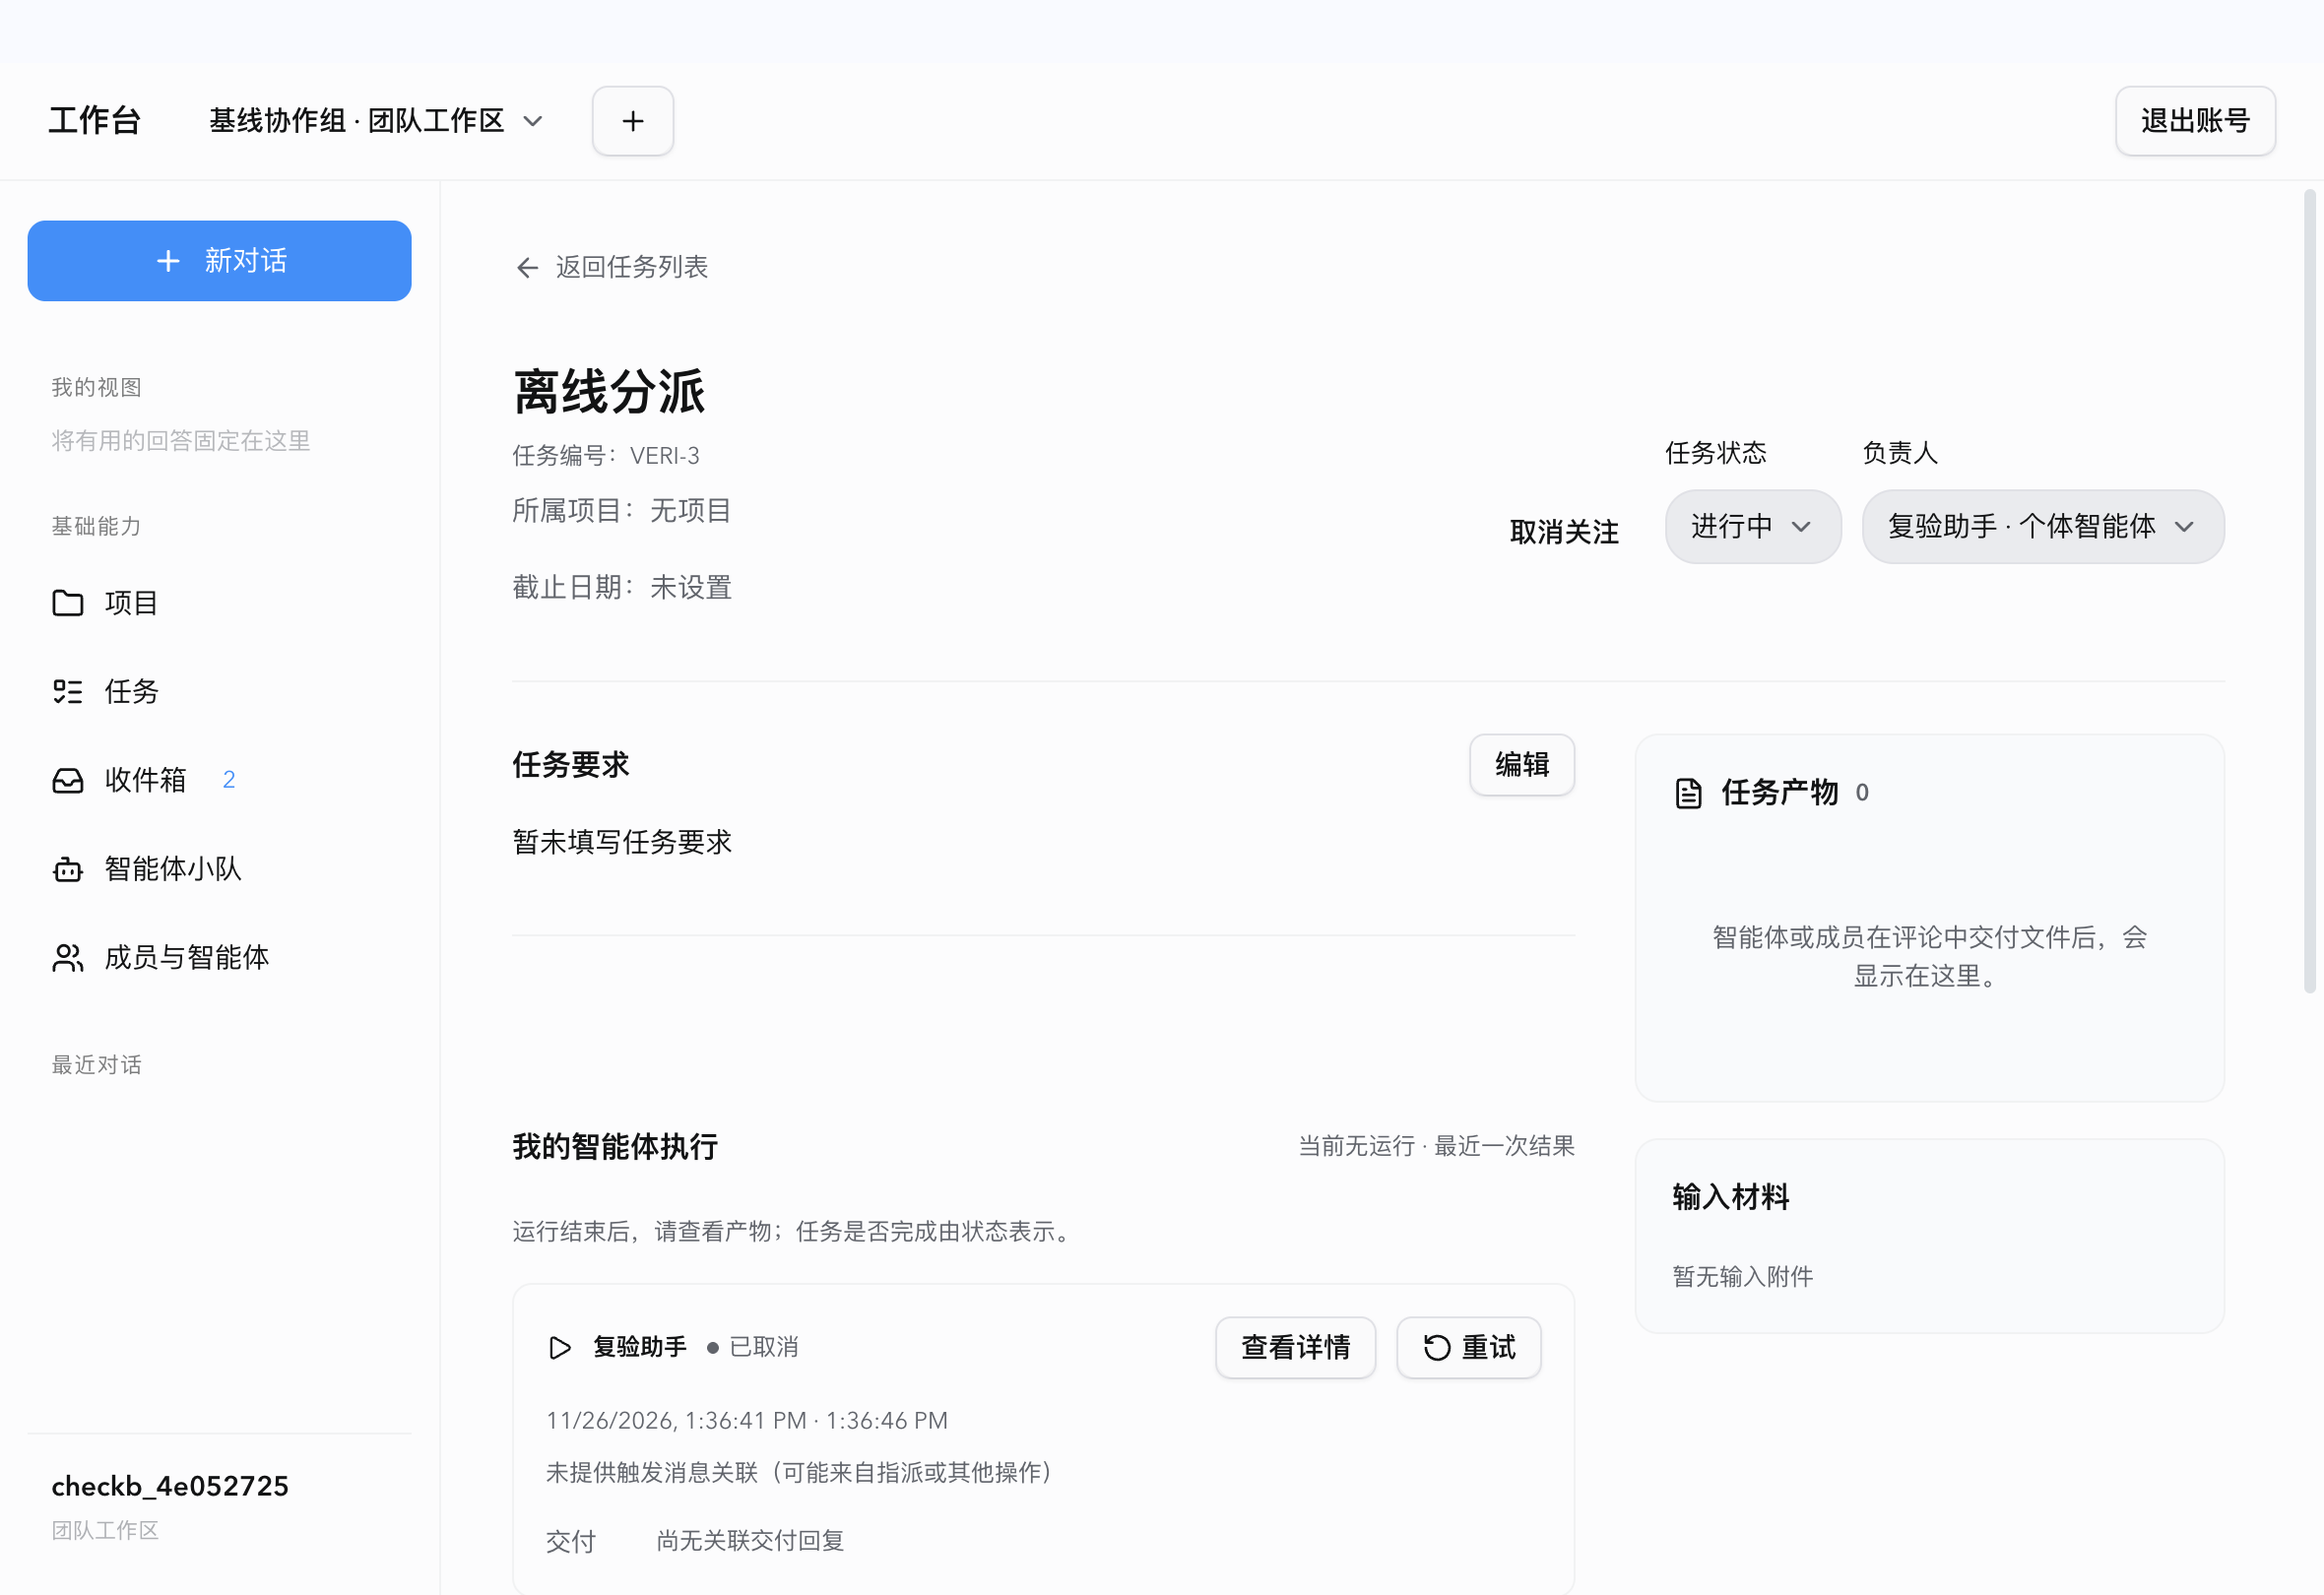 工作台
基线协作组 · 团队工作区
退出账号
新对话
我的视图
将有用的回答固定在这里
基础能力
项目
任务
收件箱 2
智能体小队
成员与智能体
最近对话
checkb_4e052725
团队工作区
返回任务列表
离线分派
任务编号：VERI-3
所属项目：无项目
截止日期：未设置
取消关注
任务状态
进行中
负责人
复验助手 · 个体智能体
任务要求
编辑
暂未填写任务要求
我的智能体执行
当前无运行 · 最近一次结果
运行结束后，请查看产物；任务是否完成由状态表示。
复验助手 已取消
查看详情
重试
11/26/2026, 1:36:41 PM · 1:36:46 PM
未提供触发消息关联（可能来自指派或其他操作）
交付 尚无关联交付回复
任务产物 0
智能体或成员在评论中交付文件后，会
显示在这里。
输入材料
暂无输入附件